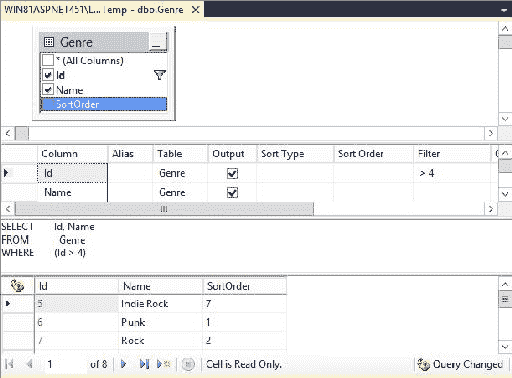 WIN81ASPNET451\L...Temp - dbo.Genre
Genre
* (All Columns)
Id
Name
SortOrder
Column Alias Table Output Sort Type Sort Order Filter
Id Genre > 4
Name Genre
SELECT Id, Name
FROM Genre
WHERE (Id > 4)
Id Name SortOrder
5 Indie Rock 7
6 Punk 1
7 Rock 2
1 of 8 Cell is Read Only. Query Changed